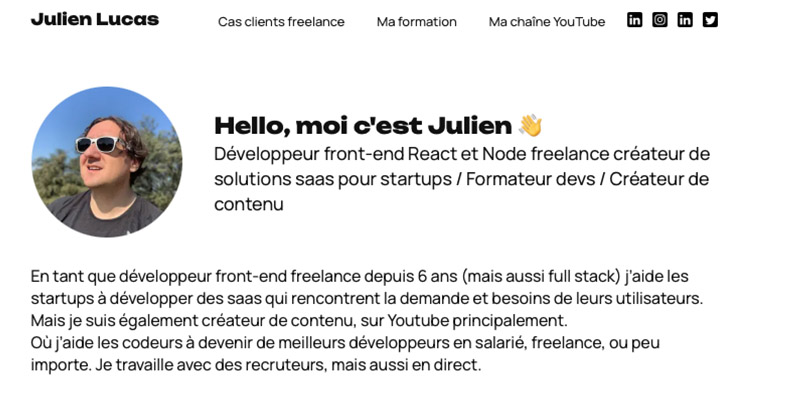 Julien Lucas
Cas clients freelance
Ma formation
Ma chaîne YouTube
Hello, moi c'est Julien 👋
Développeur front-end React et Node freelance créateur de
solutions saas pour startups / Formateur devs / Créateur de
contenu
En tant que développeur front-end freelance depuis 6 ans (mais aussi full stack) j'aide les
startups à développer des saas qui rencontrent la demande et besoins de leurs utilisateurs.
Mais je suis également créateur de contenu, sur Youtube principalement.
Où j'aide les codeurs à devenir de meilleurs développeurs en salarié, freelance, ou peu
importe. Je travaille avec des recruteurs, mais aussi en direct.